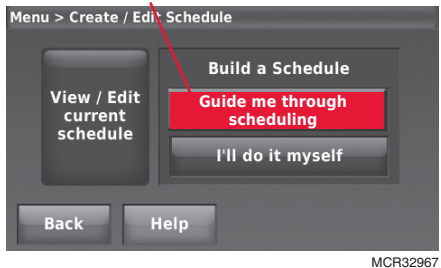 Menu > Create / Edit Schedule
View / Edit
current
schedule
Build a Schedule
Guide me through
scheduling
I'll do it myself
Back
Help
MCR32967